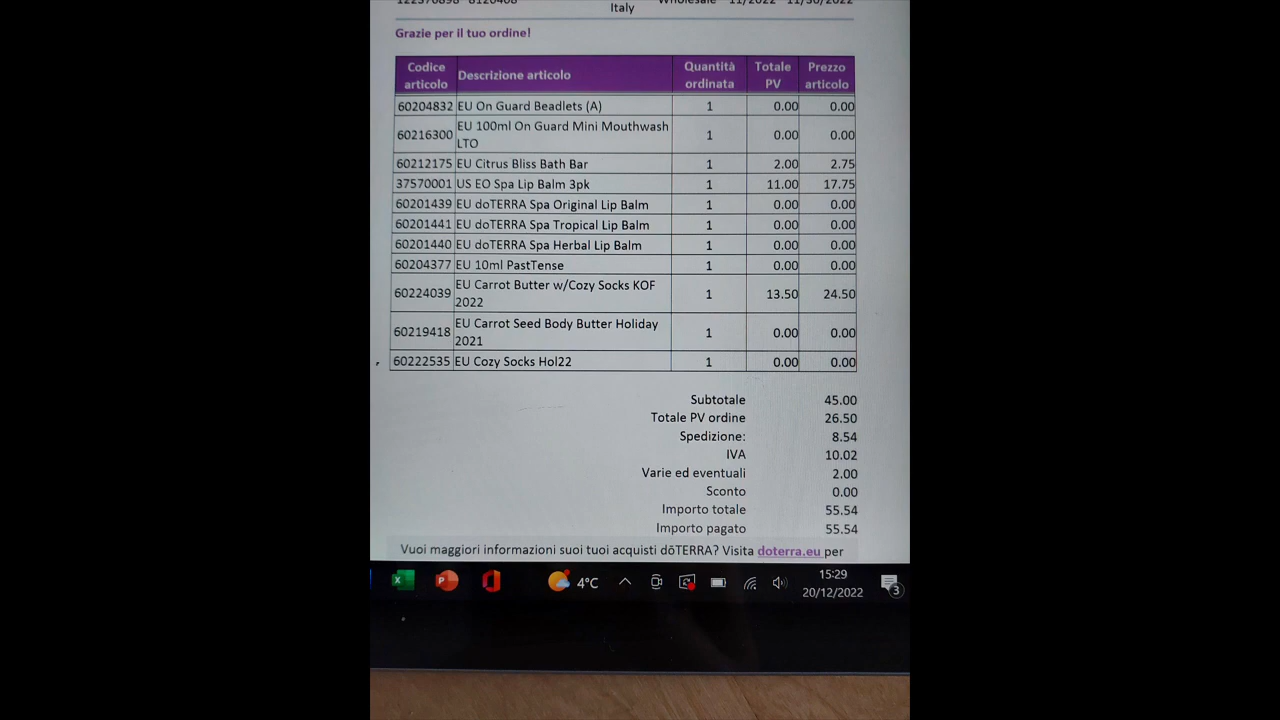 Italy
Grazie per il tuo ordine!
Codice articolo Descrizione articolo Quantità ordinata Totale PV Prezzo articolo
60204832 EU On Guard Beadlets (A) 1 0.00 0.00
60216300 EU 100ml On Guard Mini Mouthwash LTO 1 0.00 0.00
60212175 EU Citrus Bliss Bath Bar 1 2.00 2.75
37570001 US EO Spa Lip Balm 3pk 1 11.00 17.75
60201439 EU doTERRA Spa Original Lip Balm 1 0.00 0.00
60201441 EU doTERRA Spa Tropical Lip Balm 1 0.00 0.00
60201440 EU doTERRA Spa Herbal Lip Balm 1 0.00 0.00
60204377 EU 10ml PastTense 1 0.00 0.00
60224039 EU Carrot Butter w/Cozy Socks KOF 2022 1 13.50 24.50
60219418 EU Carrot Seed Body Butter Holiday 2021 1 0.00 0.00
60222535 EU Cozy Socks Hol22 1 0.00 0.00
Subtotale 45.00
Totale PV ordine 26.50
Spedizione: 8.54
IVA 10.02
Varie ed eventuali 2.00
Sconto 0.00
Importo totale 55.54
Importo pagato 55.54
Vuoi maggiori informazioni suoi tuoi acquisti dōTERRA? Visita doterra.eu per
4°C 15:29
20/12/2022 3